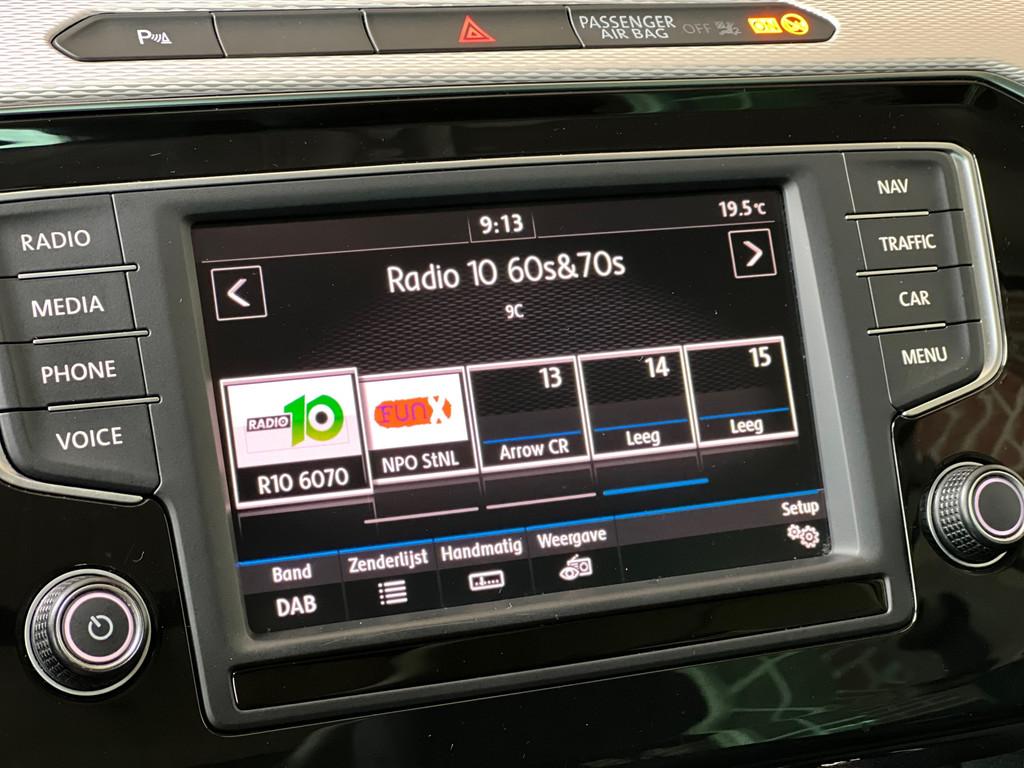 P
PASSENGER
AIR BAG
OFF
2
ON
RADIO
MEDIA
PHONE
VOICE
NAV
TRAFFIC
CAR
MENU
9:13
19.5°C
Radio 10 60s&70s
9C
RADIO 10
R10 6070
FUNX
NPO StNL
13
Arrow CR
14
Leeg
15
Leeg
Band
DAB
Zenderlijst
Handmatig
Weergave
Setup